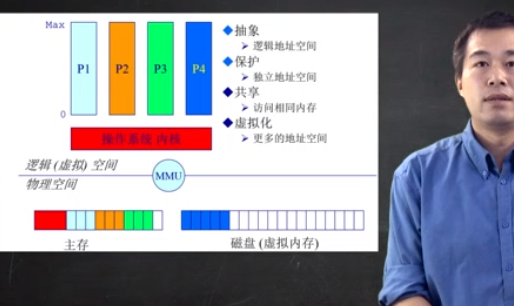 Max
P1 P2 P3 P4
0
操作系统 内核
◆抽象
➢ 逻辑地址空间
◆保护
➢ 独立地址空间
◆共享
➢ 访问相同内存
◆虚拟化
➢ 更多的地址空间
逻辑 (虚拟) 空间
MMU
物理空间
主存
磁盘 (虚拟内存)